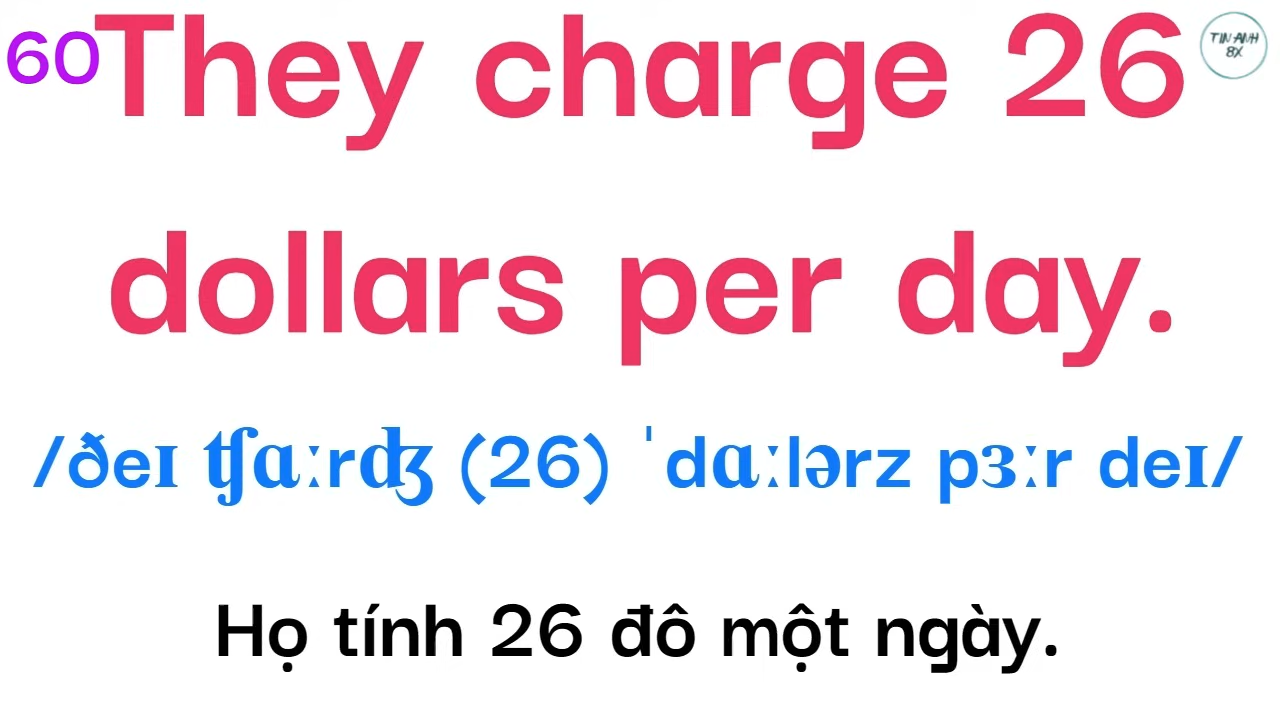 60
They charge 26
dollars per day.
/ðeɪ ʧɑːrʤ (26) ˈdɑːlərz pɜːr deɪ/
Họ tính 26 đô một ngày.
TIN ANH
8X